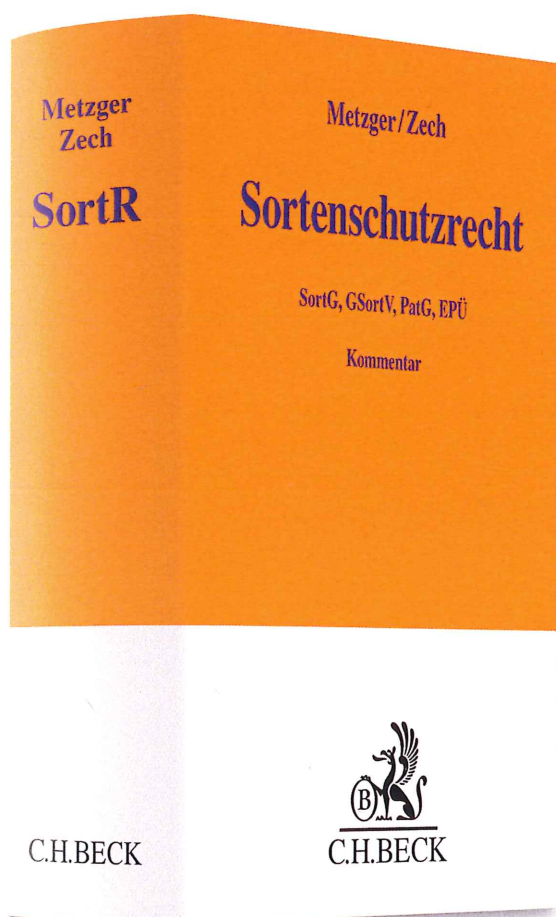 Metzger
Zech
SortR
C.H.BECK
Metzger/Zech
Sortenschutzrecht
SortG, GSortV, PatG, EPÜ
Kommentar
B
C.H.BECK